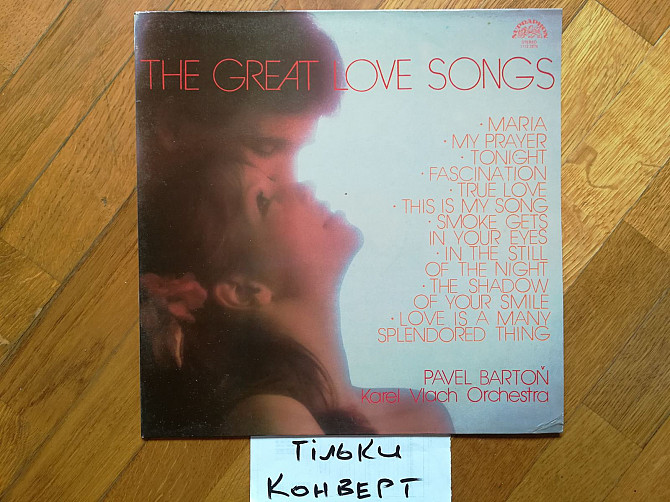 SUPRAPHON
STEREO
THE GREAT LOVE SONGS
• MARIA
• MY PRAYER
• TONIGHT
• FASCINATION
• TRUE LOVE
• THIS IS MY SONG
• SMOKE GETS
IN YOUR EYES
• IN THE STILL
OF THE NIGHT
• THE SHADOW
OF YOUR SMILE
• LOVE IS A MANY
SPLENDORED THING
PAVEL BARTOŇ
Karel Vlach Orchestra
Тільки
КОНВЕРТ